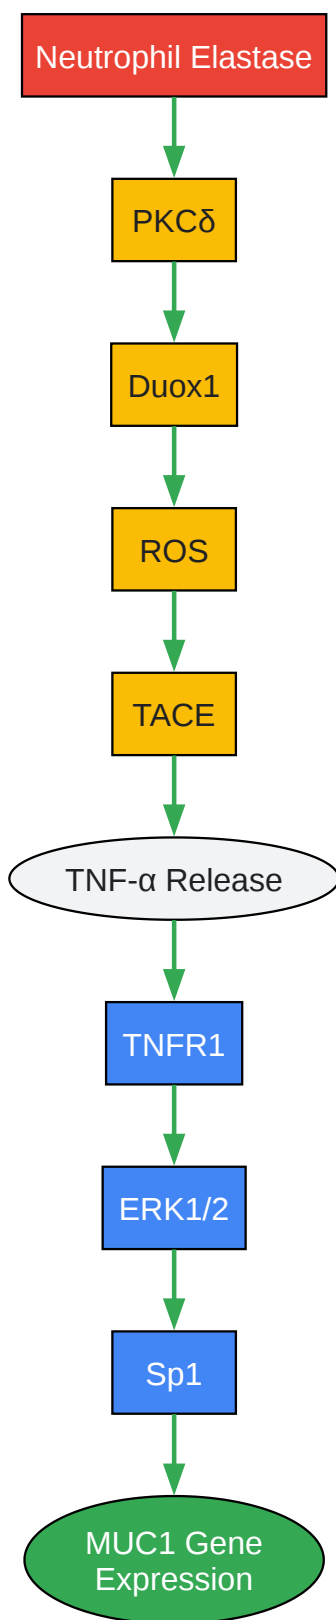 Neutrophil Elastase
PKCδ
Duox1
ROS
TACE
TNF-α Release
TNFR1
ERK1/2
Sp1
MUC1 Gene
Expression